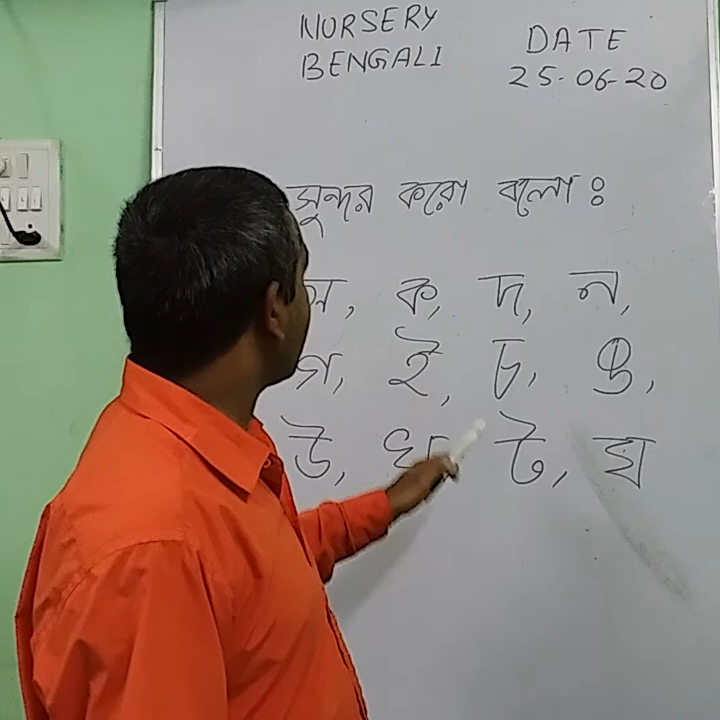 NURSERY
BENGALI
DATE
25-06-20
সুন্দর করো বলো ঃ
ক, দ, ন,
গ, ই, চ, ও,
উ, ট, ঘ